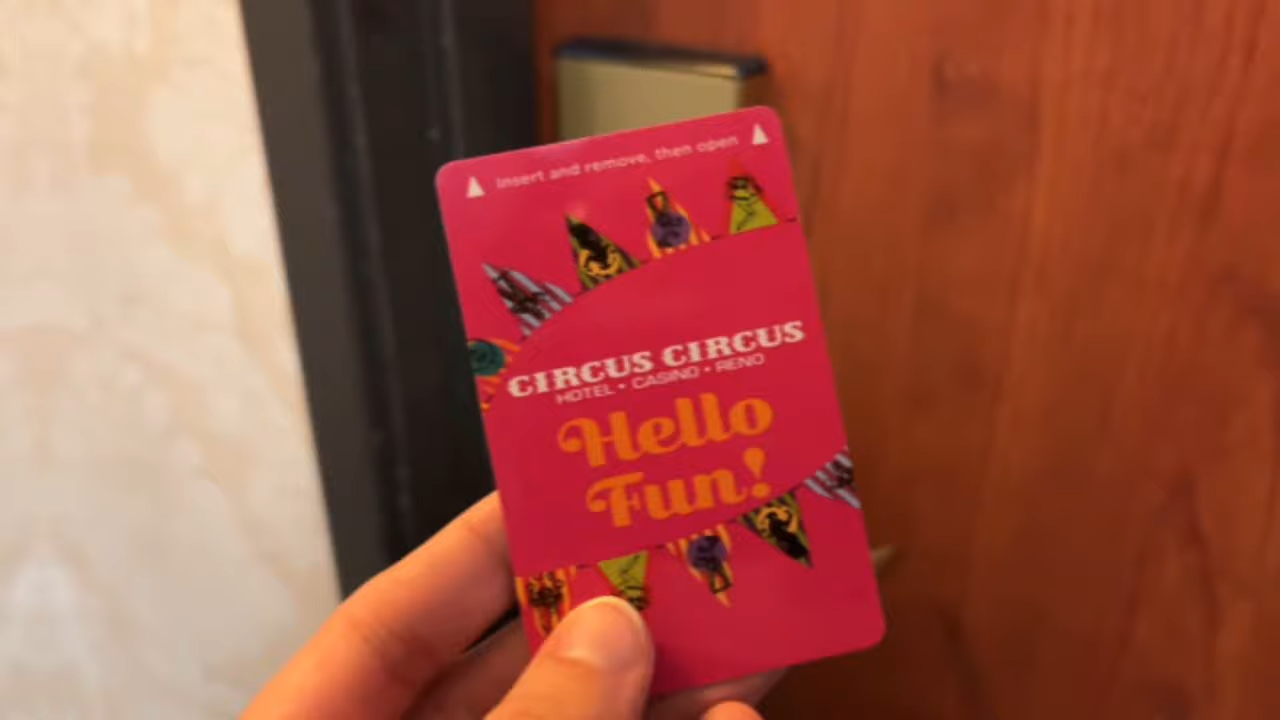 Insert and remove, then open
CIRCUS CIRCUS
HOTEL • CASINO • RENO
Hello
Fun!